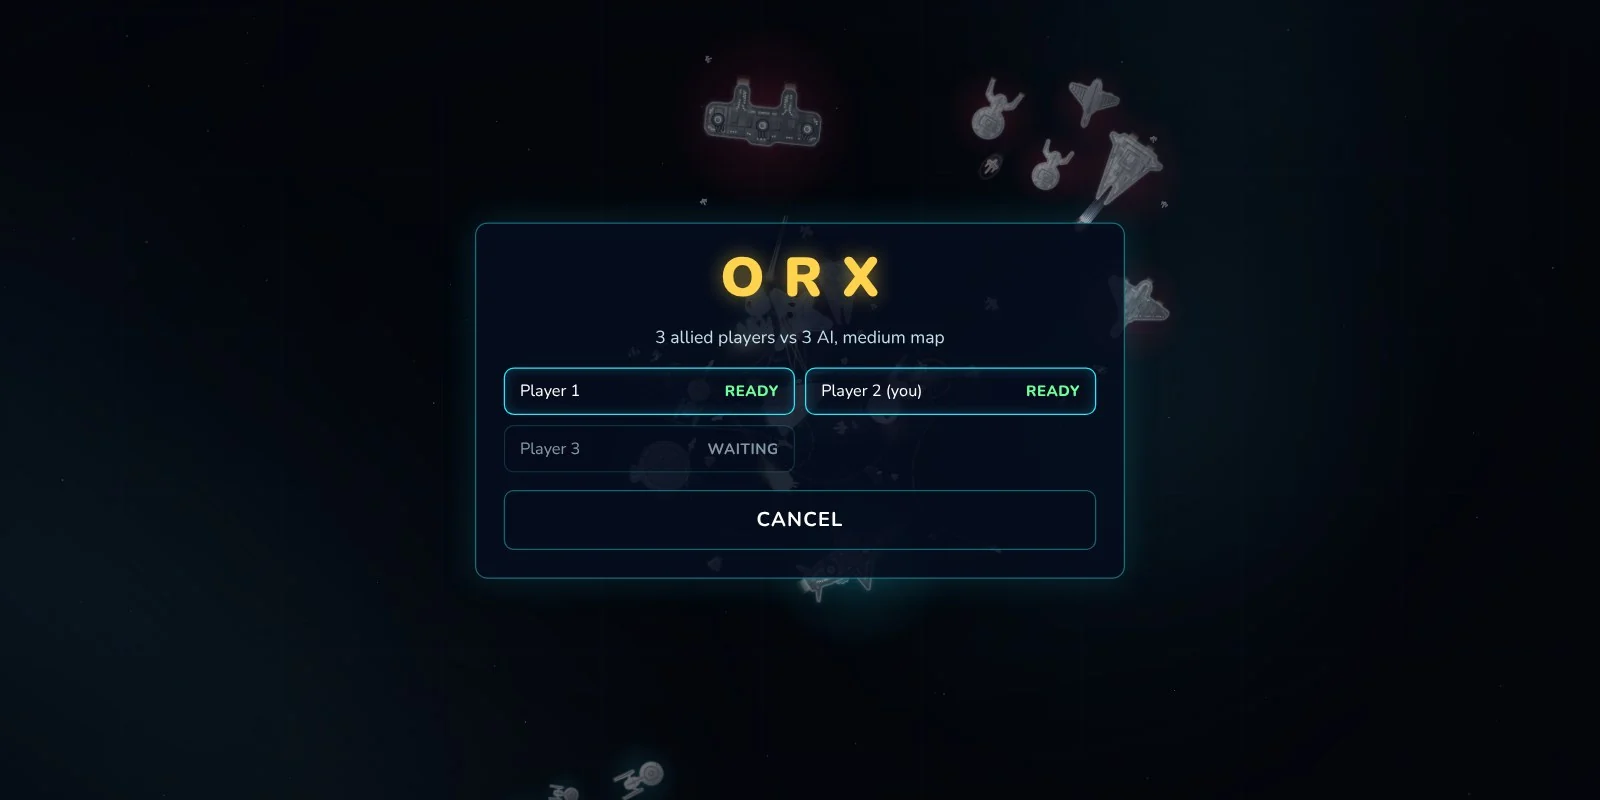 ORX
3 allied players vs 3 AI, medium map
Player 1 READY
Player 2 (you) READY
Player 3 WAITING
CANCEL